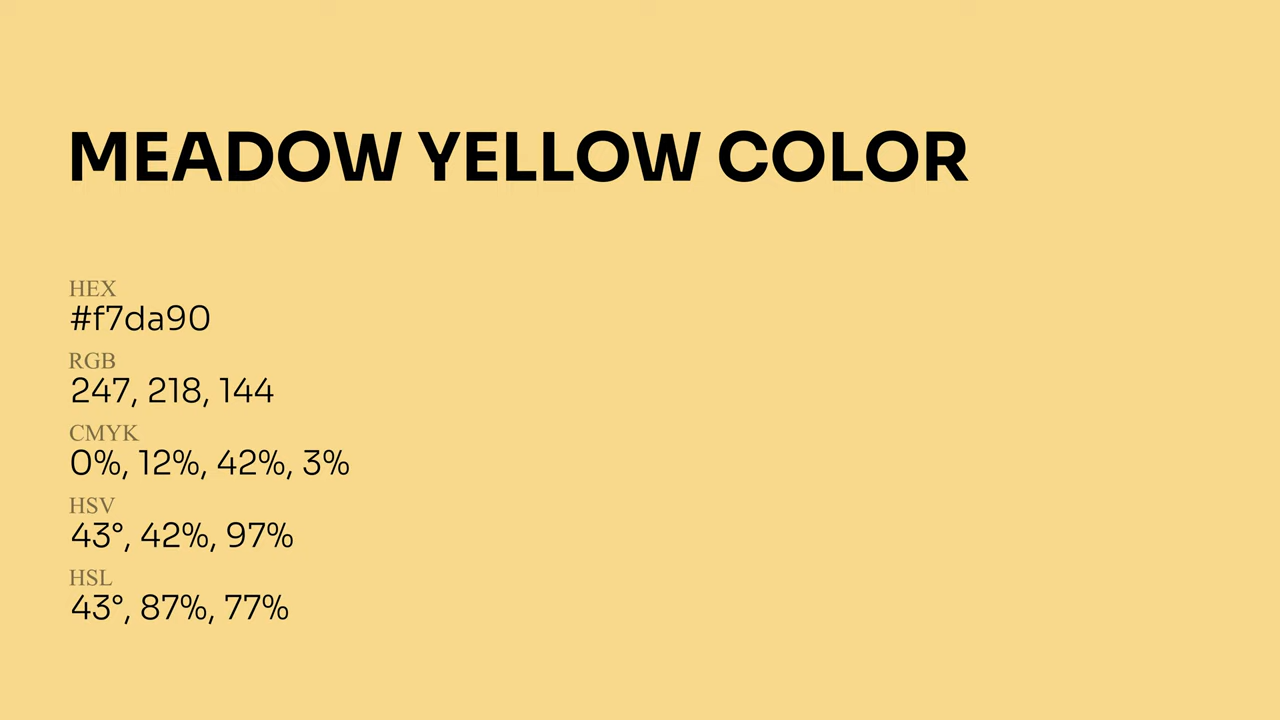 MEADOW YELLOW COLOR
HEX
#f7da90
RGB
247, 218, 144
CMYK
0%, 12%, 42%, 3%
HSV
43°, 42%, 97%
HSL
43°, 87%, 77%